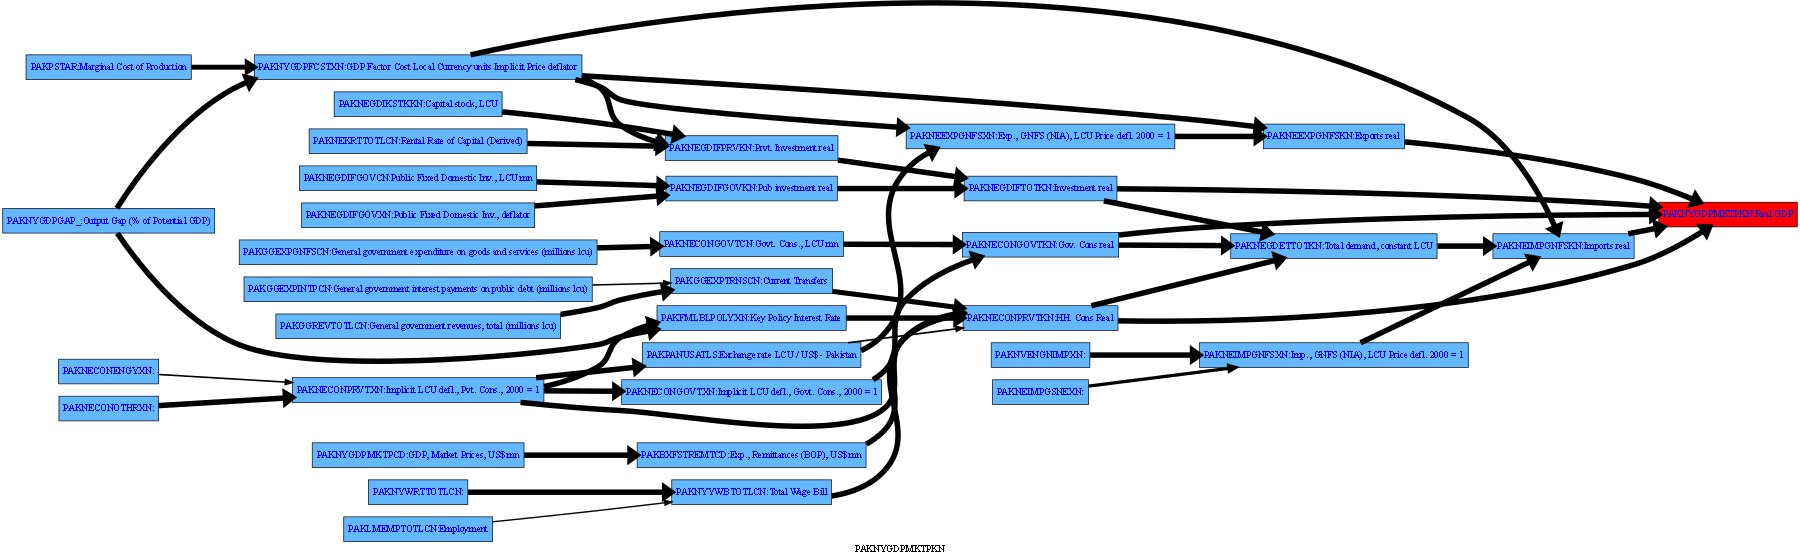 PAKPSTAR:Marginal Cost of Production
PAKNYGDPFCSTXN:GDP Factor Cost Local Currency units Implicit Price deflator
PAKNEGDIKSTKKN:Capital stock, LCU
PAKNEKRTTOTLCN:Rental Rate of Capital (Derived)
PAKNEGDIFPRVKN:Prvt. Investment real
PAKNEEXPGNFSXN:Exp., GNFS (NIA), LCU Price defl. 2000 = 1
PAKNEEXPGNFSKN:Exports real
PAKNEGDIFGOVCN:Public Fixed Domestic Inv., LCU mn
PAKNEGDIFGOVKN:Pub investment real
PAKNEGDIFTOTKN:Investment real
PAKNEGDIFGOVXN:Public Fixed Domestic Inv., deflator
PAKNYGDPGAP_:Output Gap (% of Potential GDP)
PAKNYGDPMKTPKN:Real GDP
PAKGGEXPGNFSCN:General government expenditure on goods and services (millions lcu)
PAKNECONGOVTCN:Govt. Cons., LCU mn
PAKNECONGOVTKN:Gov. Cons real
PAKNEGDETTOTKN:Total demand, constant LCU
PAKNEIMPGNFSKN:Imports real
PAKGGEXPINTPCN:General government interest payments on public debt (millions lcu)
PAKGGEXPTRNSCN:Current Transfers
PAKGGREVTOTLCN:General government revenues, total (millions lcu)
PAKFMLBLPOLYXN:Key Policy Interest Rate
PAKNECONPRVTKN:HH. Cons Real
PAKPANUSATLS:Exchange rate LCU / US$ - Pakistan
PAKNVENGNIMPXN:
PAKNEIMPGNFSXN:Imp., GNFS (NIA), LCU Price defl. 2000 = 1
PAKNECONENGYXN:
PAKNECONPRVTXN:Implicit LCU defl., Pvt. Cons., 2000 = 1
PAKNECONGOVTXN:Implicit LCU defl., Govt. Cons., 2000 = 1
PAKNEIMPGSNEXN:
PAKNECONOTHRXN:
PAKNYGDPMKTPCD:GDP, Market Prices, US$ mn
PAKBXFSTREMTCD:Exp., Remittances (BOP), US$ mn
PAKNYWRTTOTLCN:
PAKNYYWBTOTLCN:Total Wage Bill
PAKLMEMPTOTLCN:Employment
PAKNYGDPMKTPKN